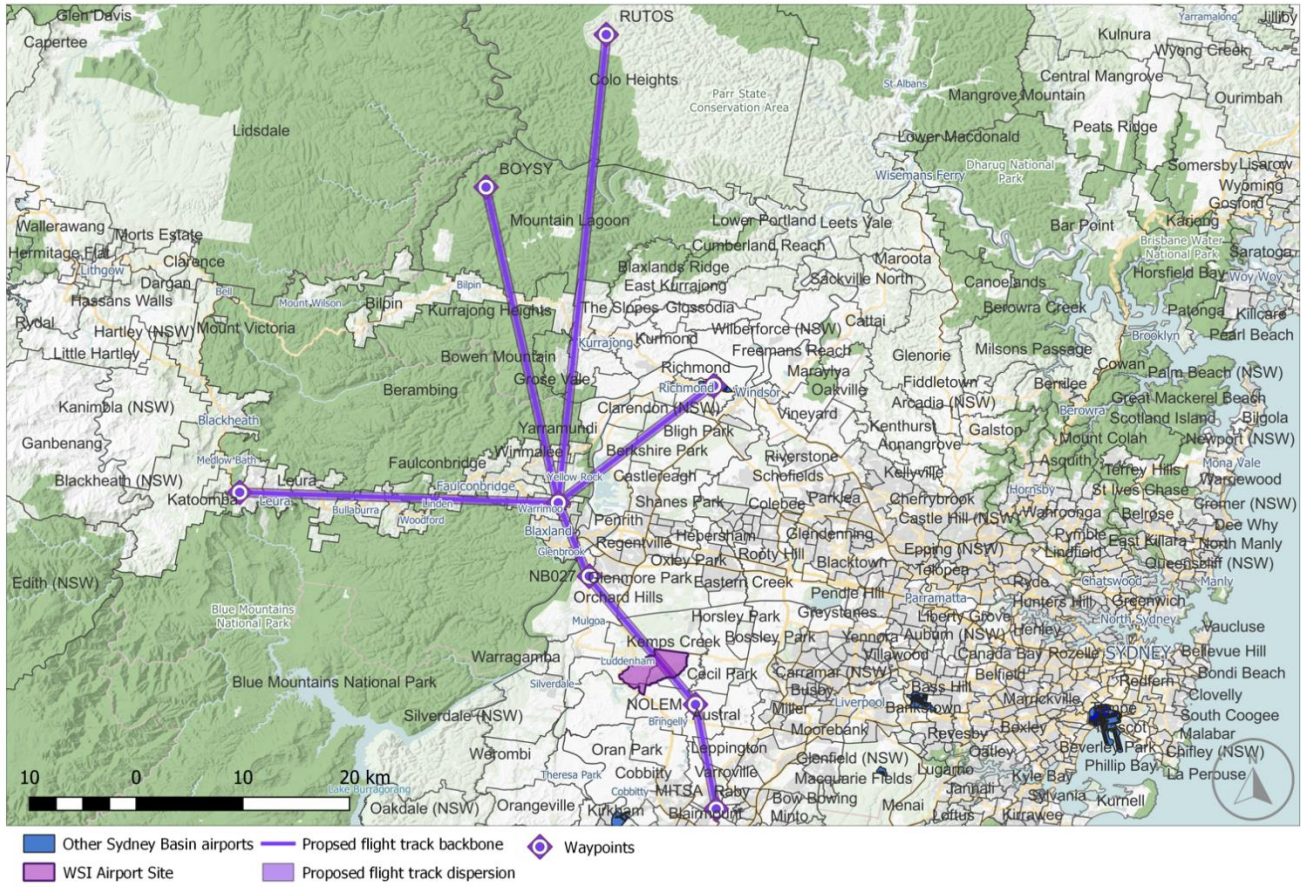 Glen Davis
RUTOS
Yarramalong
Jilliby
Capertee
Kulnura
Wyong Creek
Colo Heights
St Albans
Central Mangrove
Parr State
Conservation Area
Mangrove Mountain
Ourimbah
Lidsdale
Lower Macdonald
Peats Ridge
BOYSY
Dharug National
Park
Somersby
Lisarow
Wisemans Ferry
Wyoming
Gosford
Wallerawang
Morts Estate
Mountain Lagoon
Lower Portland
Leets Vale
Bar Point
Kariong
Hermitage Flat
Clarence
Cumberland Reach
Maroota
Brisbane Water
National Park
Saratoga
Lithgow
Dargan
Blaxlands Ridge
Horsfield Bay
Woy Woy
Hassans Walls
Bell
Mount Wilson
Bilpin
Bilpin
East Kurrajong
Sackville North
Canoelands
Rydal
Hartley (NSW)
Mount Victoria
Kurrajong Heights
The Slopes
Glossodia
Berowra Creek
Patonga
Killcare
Little Hartley
Wilberforce (NSW)
Cattai
Brooklyn
Pearl Beach
Kurrajong
Kurmond
Freemans Reach
Glenorie
Milsons Passage
Bowen Mountain
Cowan
Berambing
Grose Vale
Richmond
Maraylya
Fiddletown
Berrilee
Palm Beach (NSW)
Kanimbla (NSW)
Richmond
Windsor
Oakville
Arcadia (NSW)
Great Mackerel Beach
Blackheath
Clarendon (NSW)
Vineyard
Berowra
Scotland Island
Bilgola
Ganbenang
Yarramundi
Bligh Park
Kenthurst
Galston
Mount Colah
Newport (NSW)
Medlow Bath
Winmalee
Berkshire Park
Annangrove
Faulconbridge
Riverstone
Asquith
Mona Vale
Blackheath (NSW)
Leura
Yellow Rock
Castlereagh
Schofields
Kellyville
Terrey Hills
Warriewood
Katoomba
Leura
Faulconbridge
Hornsby
St Ives Chase
Bullaburra
Linden
Warrimoo
Shanes Park
Colebee
Parklea
Cherrybrook
Wahroonga
Belrose
Cromer (NSW)
Woodford
Penrith
Castle Hill (NSW)
Dee Why
Blaxland
Regentville
Hebersham
Glendenning
Pymble
East Killara
North Manly
Glenbrook
Oxley Park
Rooty Hill
Epping (NSW)
Lindfield
Queenscliff (NSW)
Blacktown
Telopea
Edith (NSW)
NB027
Glenmore Park
Eastern Creek
Ryde
Chatswood
Manly
Orchard Hills
Pendle Hill
Parramatta
Hunters Hill
Greenwich
Blue Mountains
National Park
Mulgoa
Horsley Park
Greystanes
Liberty Grove
North Sydney
Kemps Creek
Bossley Park
Yennora
Auburn (NSW)
Henley
Vaucluse
Warragamba
Luddenham
Villawood
Canada Bay
Rozelle
SYDNEY
Bellevue Hill
Blue Mountains National Park
Silverdale
Cecil Park
Carramar (NSW)
Belfield
Redfern
Bondi Beach
NOLEM
Busby
Bass Hill
Marrickville
Clovelly
Silverdale (NSW)
Austral
Miller
Liverpool
Bankstown
South Coogee
Bringelly
Moorebank
Revesby
Bexley
Malabar
Werombi
Oran Park
Leppington
Glenfield (NSW)
Oatley
Beverley Park
Chifley (NSW)
Theresa Park
Cobbitty
Varroville
Macquarie Fields
Lugarno
Kyle Bay
Phillip Bay
La Perouse
Lake Burragorang
Cobbitty
MITSA
Raby
Jannali
Sylvania
Oakdale (NSW)
Orangeville
Kirkham
Blairmount
Bow Bowing
Minto
Menai
Loftus
Kirrawee
Kurnell
10 0 10 20 km
N
Other Sydney Basin airports
Propsed flight track backbone
Waypoints
WSI Airport Site
Proposed flight track dispersion